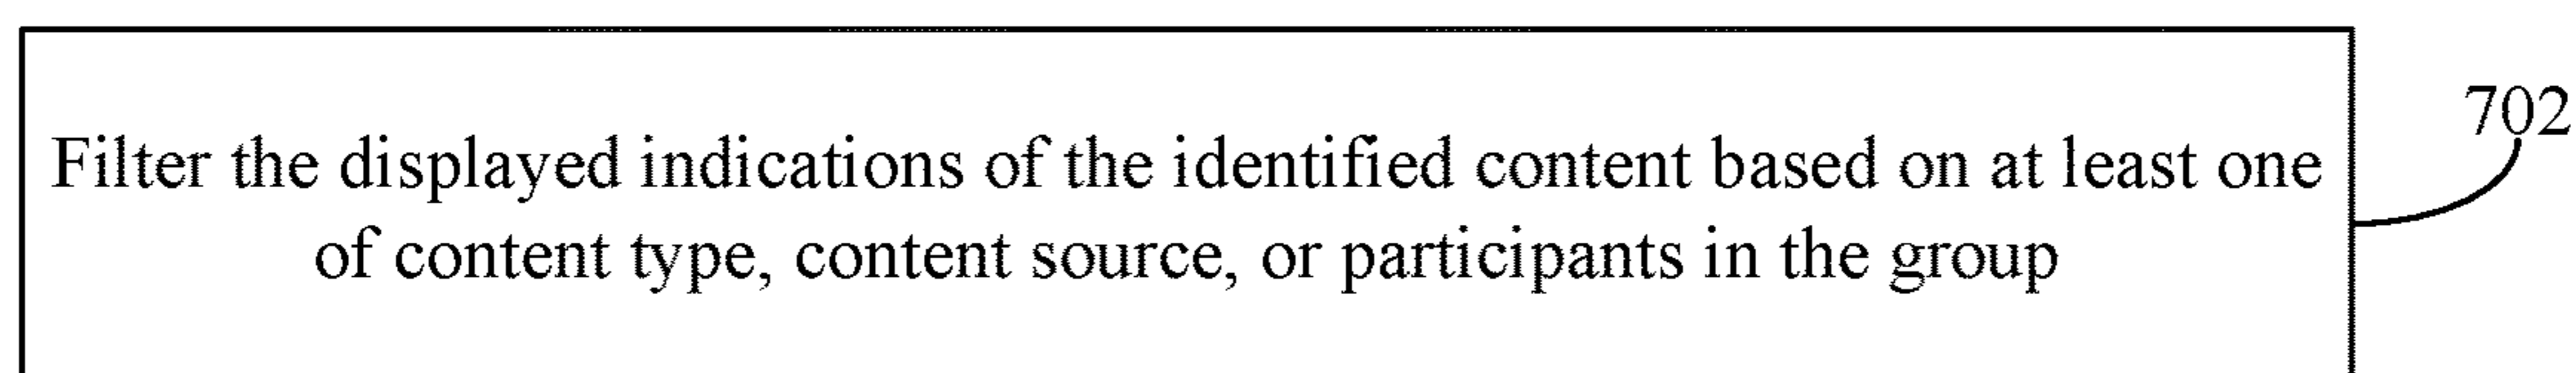 702
Filter the displayed indications of the identified content based on at least one
of content type, content source, or participants in the group